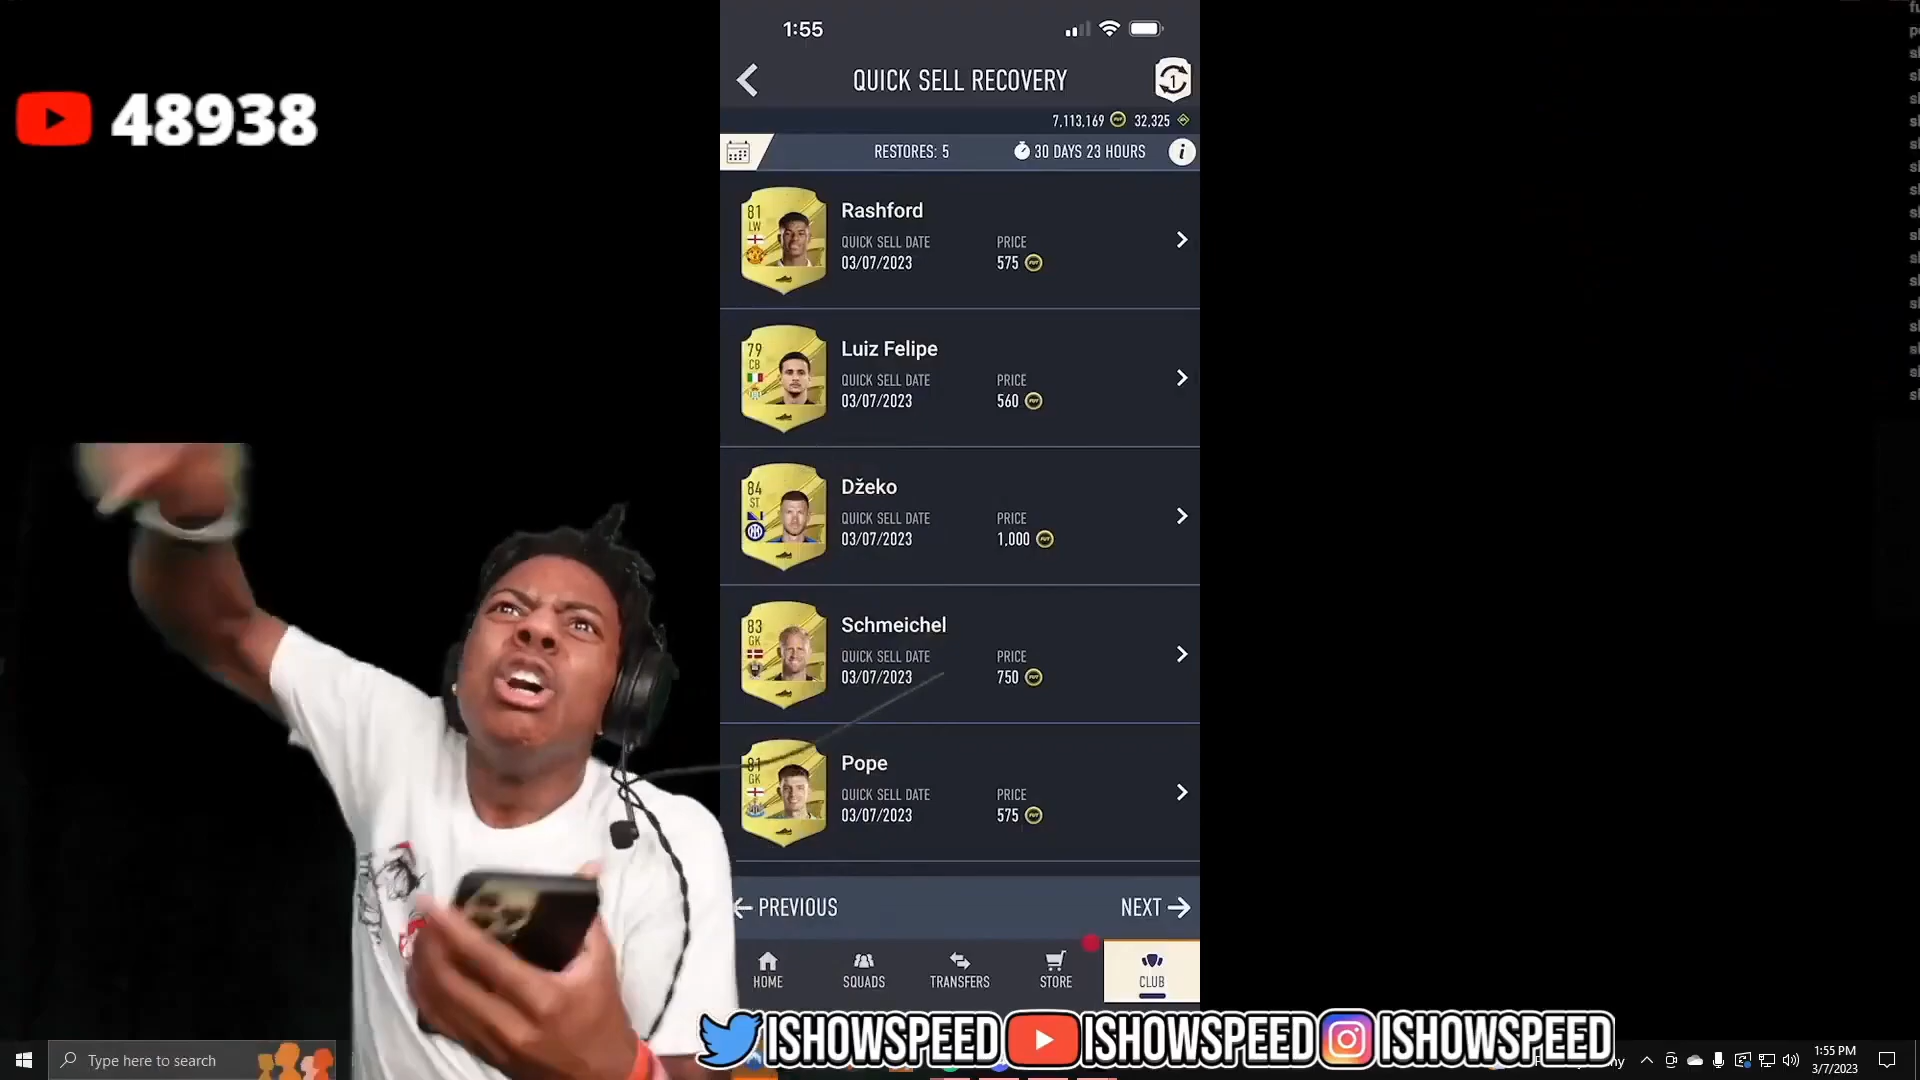 48938
1:55
QUICK SELL RECOVERY
1
7,113,169 32,325
RESTORES: 5 30 DAYS 23 HOURS i
81
LW
Rashford
QUICK SELL DATE PRICE
03/07/2023 575
79
CB
Luiz Felipe
QUICK SELL DATE PRICE
03/07/2023 560
84
ST
Džeko
QUICK SELL DATE PRICE
03/07/2023 1,000
83
GK
Schmeichel
QUICK SELL DATE PRICE
03/07/2023 750
81
GK
Pope
QUICK SELL DATE PRICE
03/07/2023 575
PREVIOUS NEXT
HOME SQUADS TRANSFERS STORE CLUB
ISHOWSPEED ISHOWSPEED ISHOWSPEED
Type here to search
1:55 PM
3/7/2023